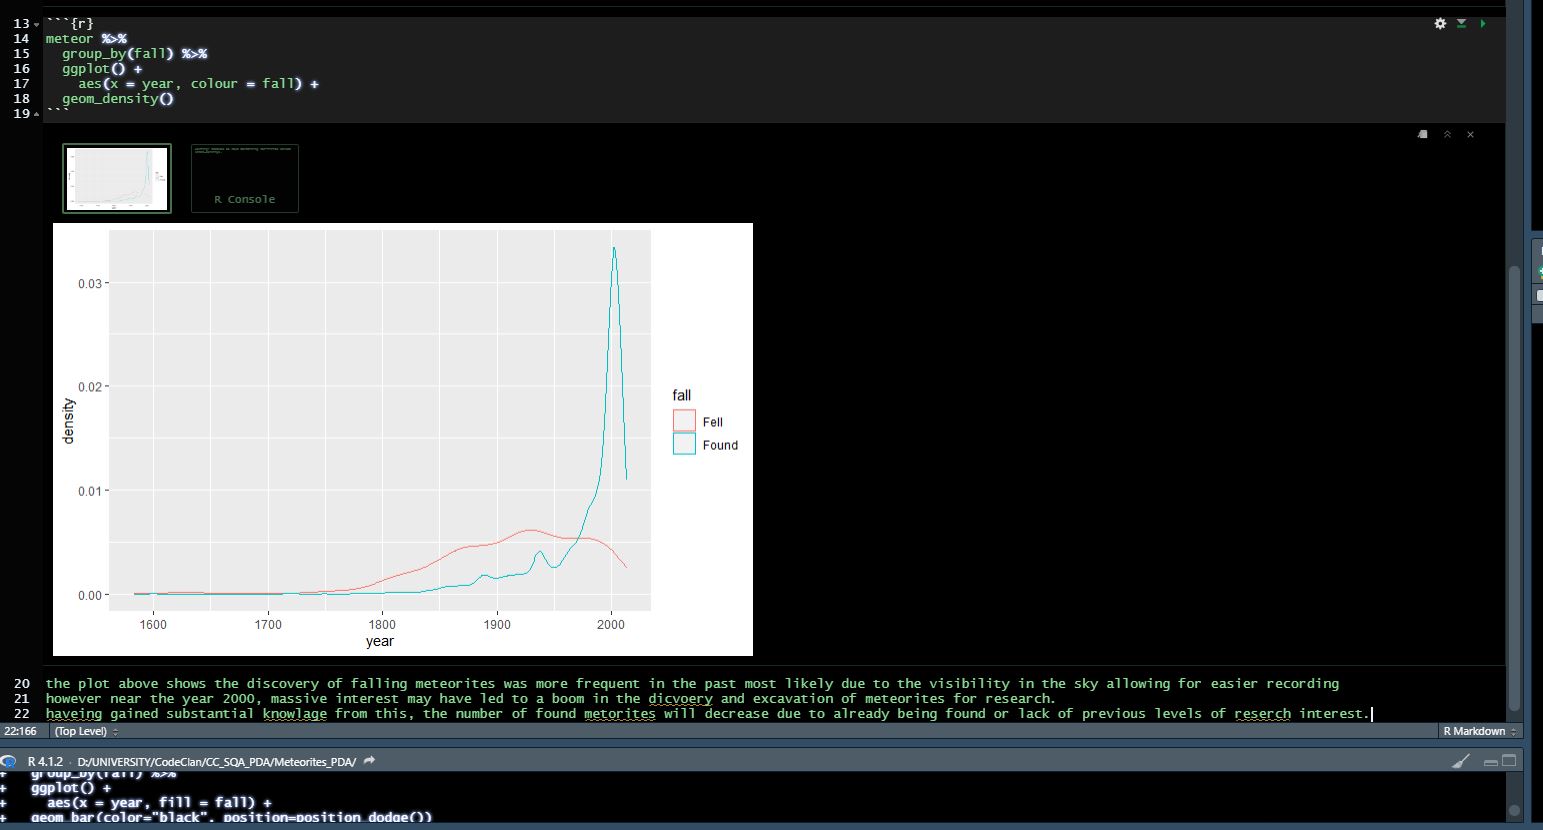 13 ```{r}
14 meteor %>%
15 group_by(fall) %>%
16 ggplot() +
17 aes(x = year, colour = fall) +
18 geom_density()
19 ```
R Console
0.03
0.02
0.01
0.00
density
1600 1700 1800 1900 2000
year
fall
Fell
Found
20 the plot above shows the discovery of falling meteorites was more frequent in the past most likely due to the visibility in the sky allowing for easier recording
21 however near the year 2000, massive interest may have led to a boom in the dicvoery and excavation of meteorites for research.
22 haveing gained substantial knowlage from this, the number of found metorites will decrease due to already being found or lack of previous levels of reserch interest.
22:166 (Top Level) R Markdown
R 4.1.2 · D:/UNIVERSITY/CodeClan/CC_SQA_PDA/Meteorites_PDA/
+ group_by(fall) %>%
+ ggplot() +
+ aes(x = year, fill = fall) +
+ geom_bar(color="black", position=position_dodge())